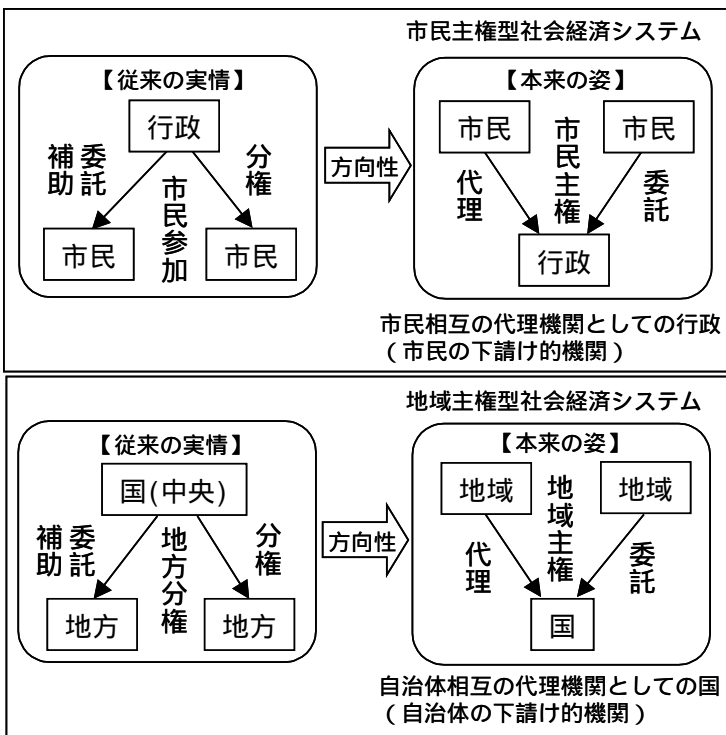 市民主権型社会経済システム
【従来の実情】
行政
補助
委託
市民参加
分権
市民
市民
方向性
【本来の姿】
市民
市民
代理
市民主権
委託
行政
市民相互の代理機関としての行政
（市民の下請け的機関）
地域主権型社会経済システム
【従来の実情】
国(中央)
補助
委託
地方分権
分権
地方
地方
方向性
【本来の姿】
地域
地域
代理
地域主権
委託
国
自治体相互の代理機関としての国
（自治体の下請け的機関）